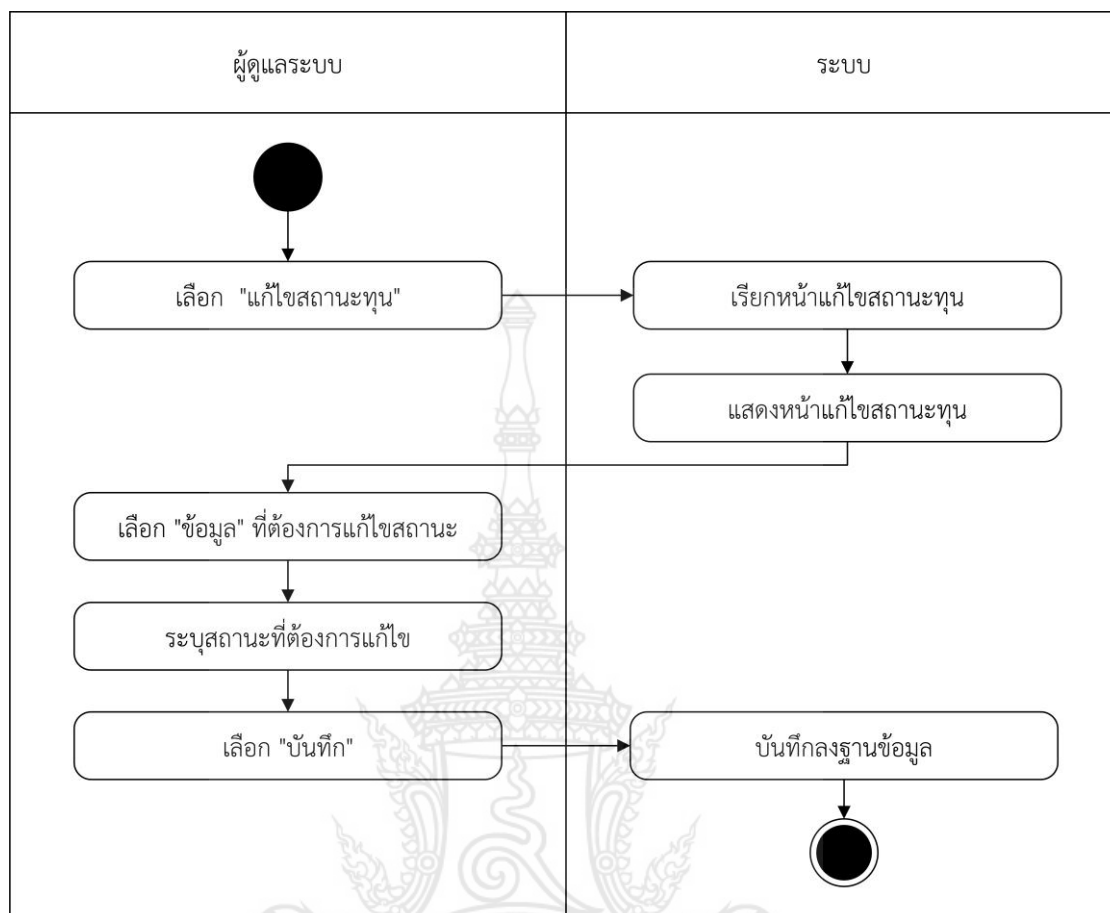 ผู้ดูแลระบบ
ระบบ
เลือก "แก้ไขสถานะทุน"
เรียกหน้าแก้ไขสถานะทุน
แสดงหน้าแก้ไขสถานะทุน
เลือก "ข้อมูล" ที่ต้องการแก้ไขสถานะ
ระบุสถานะที่ต้องการแก้ไข
เลือก "บันทึก"
บันทึกลงฐานข้อมูล